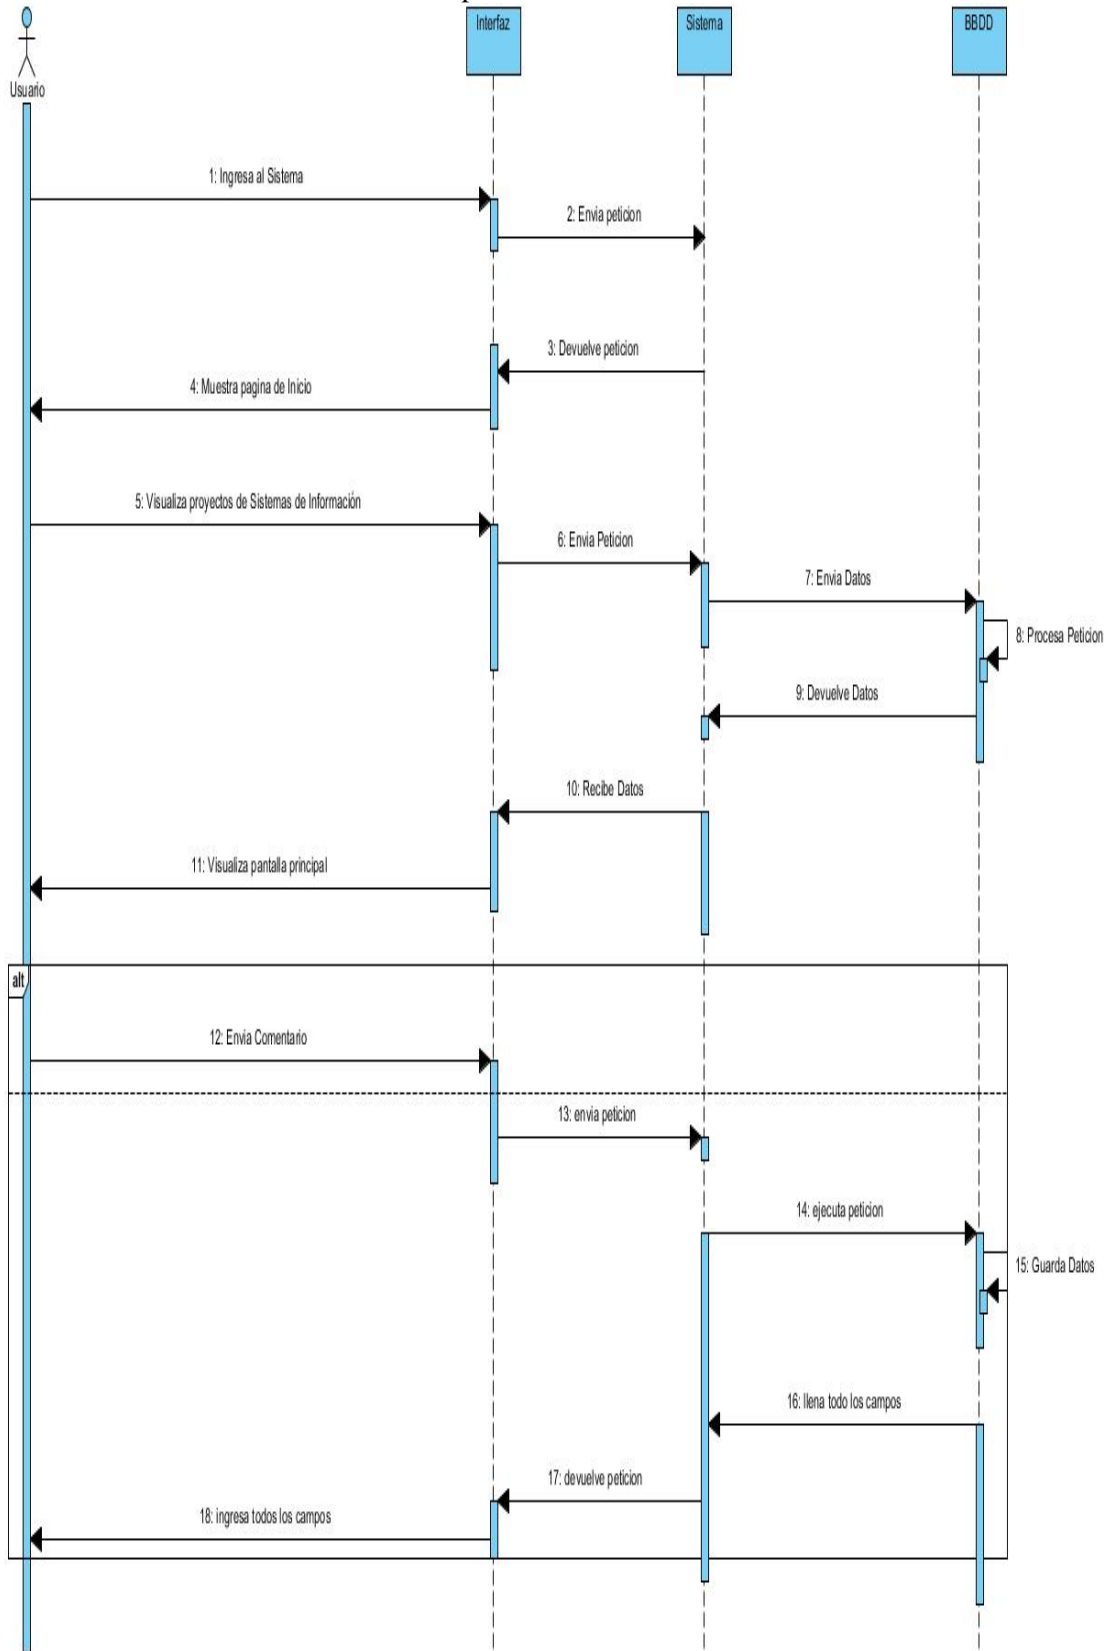 Interfaz
Sistema
BBDD
Usuario
1: Ingresa al Sistema
2: Envia peticion
3: Devuelve peticion
4: Muestra pagina de Inicio
5: Visualiza proyectos de Sistemas de Información
6: Envia Peticion
7: Envia Datos
8: Procesa Peticion
9: Devuelve Datos
10: Recibe Datos
11: Visualiza pantalla principal
alt
12: Envia Comentario
13: envia peticion
14: ejecuta peticion
15: Guarda Datos
16: llena todo los campos
17: devuelve peticion
18: ingresa todos los campos